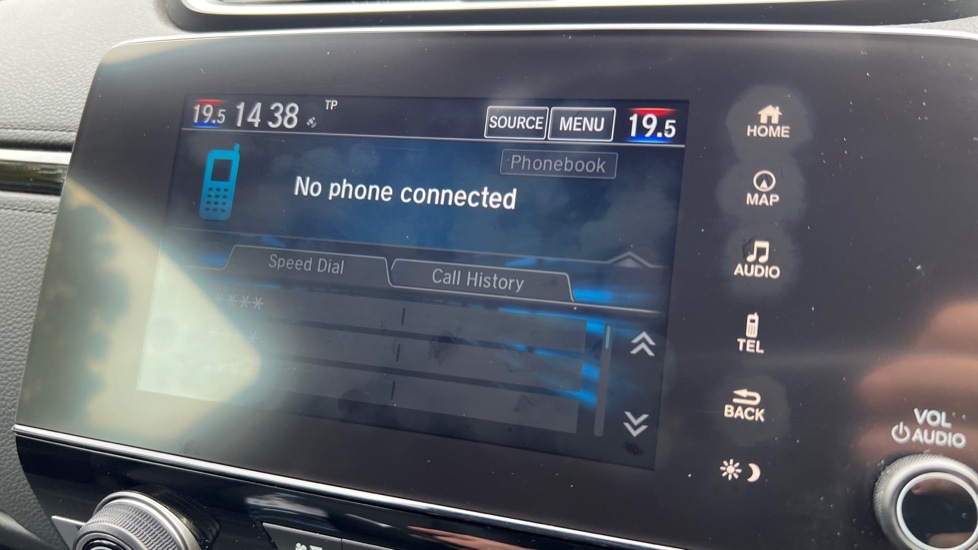 19.5 14 38 TP SOURCE MENU 19.5
Phonebook
No phone connected
Speed Dial Call History
****
HOME
MAP
AUDIO
TEL
BACK
VOL
AUDIO